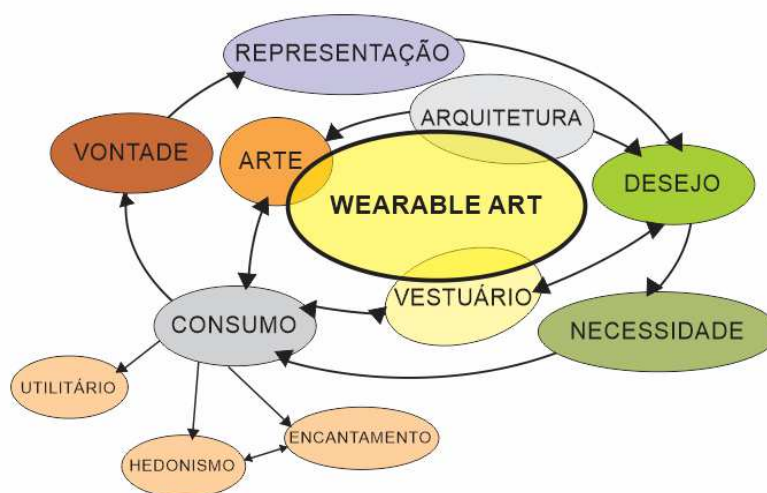 REPRESENTAÇÃO
ARQUITETURA
VONTADE
ARTE
DESEJO
WEARABLE ART
VESTUÁRIO
CONSUMO
NECESSIDADE
UTILITÁRIO
ENCANTAMENTO
HEDONISMO